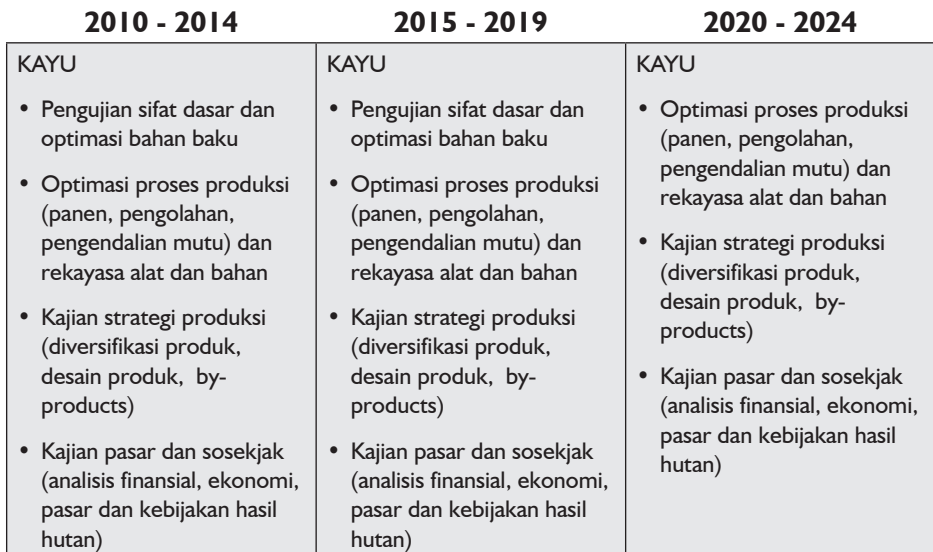 2010 - 2014
2015 - 2019
2020 - 2024
KAYU
• Pengujian sifat dasar dan
optimasi bahan baku
• Optimasi proses produksi
(panen, pengolahan,
pengendalian mutu) dan
rekayasa alat dan bahan
• Kajian strategi produksi
(diversifikasi produk,
desain produk, by-
products)
• Kajian pasar dan sosekjak
(analisis finansial, ekonomi,
pasar dan kebijakan hasil
hutan)
KAYU
• Pengujian sifat dasar dan
optimasi bahan baku
• Optimasi proses produksi
(panen, pengolahan,
pengendalian mutu) dan
rekayasa alat dan bahan
• Kajian strategi produksi
(diversifikasi produk,
desain produk, by-
products)
• Kajian pasar dan sosekjak
(analisis finansial, ekonomi,
pasar dan kebijakan hasil
hutan)
KAYU
• Optimasi proses produksi
(panen, pengolahan,
pengendalian mutu) dan
rekayasa alat dan bahan
• Kajian strategi produksi
(diversifikasi produk,
desain produk, by-
products)
• Kajian pasar dan sosekjak
(analisis finansial, ekonomi,
pasar dan kebijakan hasil
hutan)